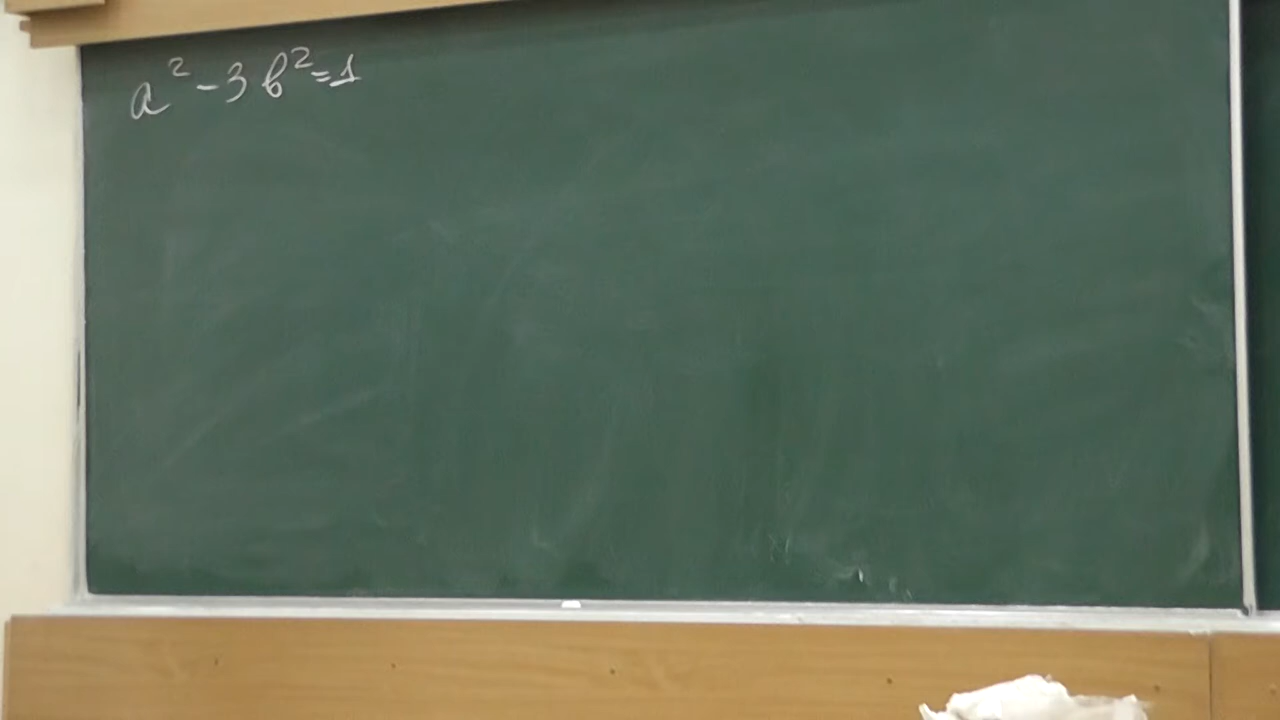 a² - 3b² = 1